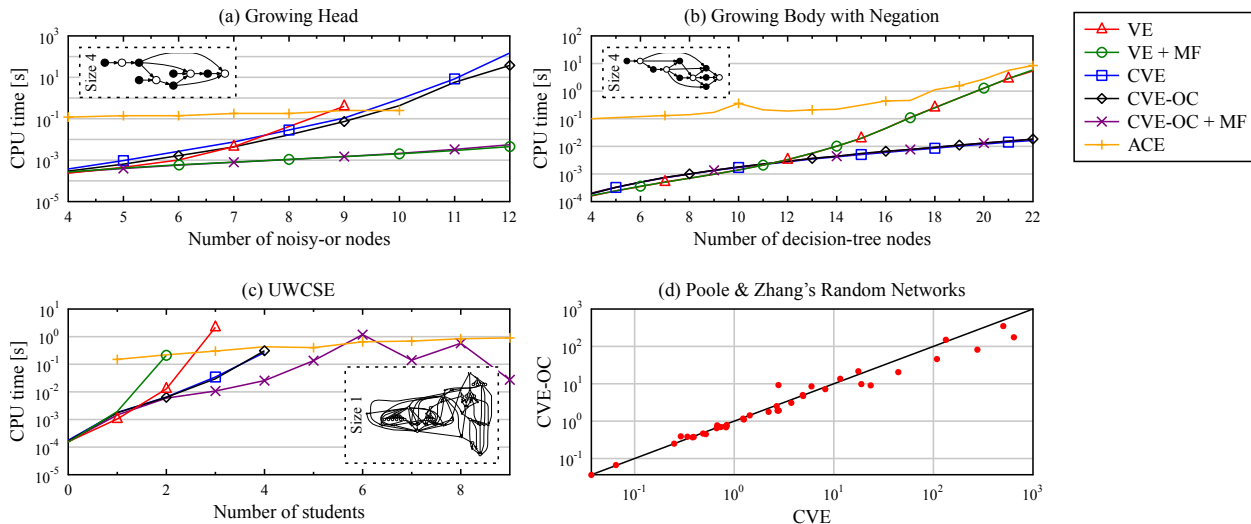 (a) Growing Head
CPU time [s]
10^3
10^1
10^-1
10^-3
10^-5
Size 4
4 5 6 7 8 9 10 11 12
Number of noisy-or nodes
(b) Growing Body with Negation
CPU time [s]
10^2
10^1
10^0
10^-1
10^-2
10^-3
10^-4
Size 4
4 6 8 10 12 14 16 18 20 22
Number of decision-tree nodes
VE
VE + MF
CVE
CVE-OC
CVE-OC + MF
ACE
(c) UWCSE
CPU time [s]
10^1
10^0
10^-1
10^-2
10^-3
10^-4
10^-5
Size 1
0 2 4 6 8
Number of students
(d) Poole & Zhang's Random Networks
CVE-OC
10^3
10^2
10^1
10^0
10^-1
10^-1 10^0 10^1 10^2 10^3
CVE